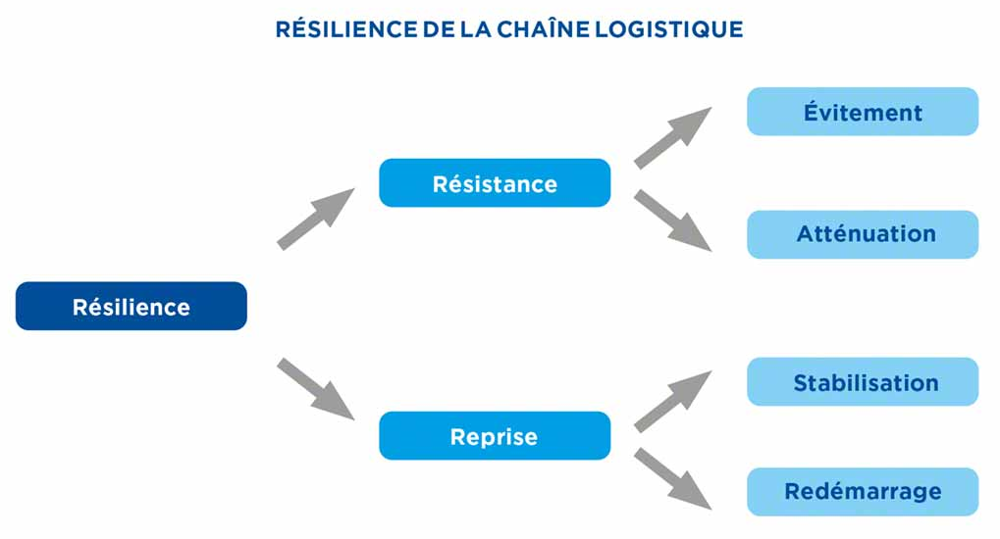 RÉSILIENCE DE LA CHAÎNE LOGISTIQUE
Évitement
Résistance
Atténuation
Résilience
Stabilisation
Reprise
Redémarrage